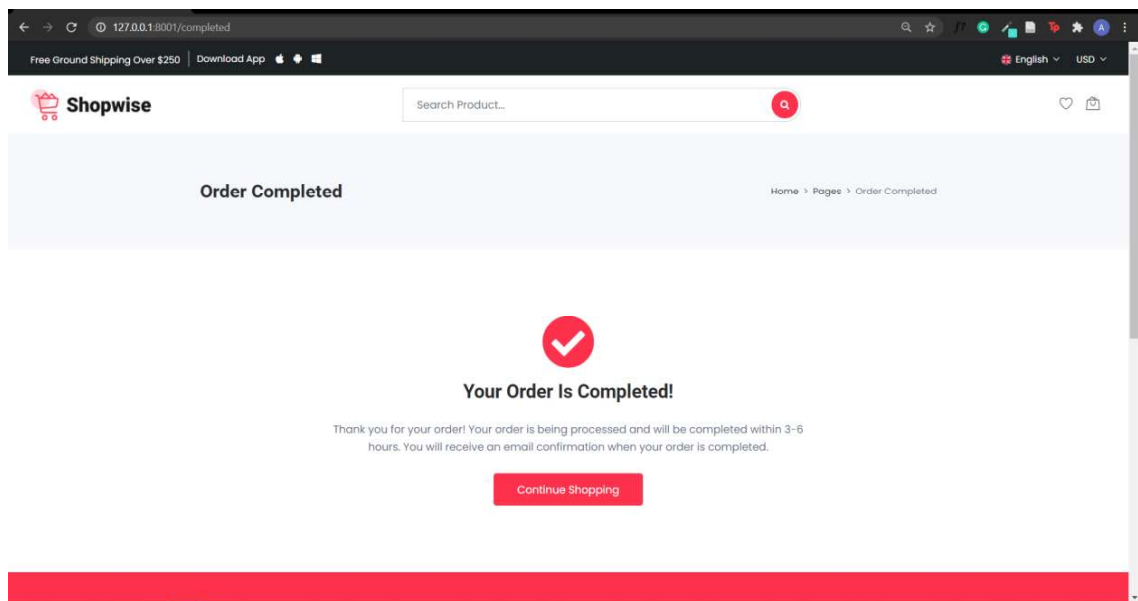 127.0.0.1:8001/completed
Free Ground Shipping Over $250 Download App English USD
Shopwise Search Product...
Order Completed Home > Pages > Order Completed
Your Order Is Completed!
Thank you for your order! Your order is being processed and will be completed within 3-6
hours. You will receive an email confirmation when your order is completed.
Continue Shopping